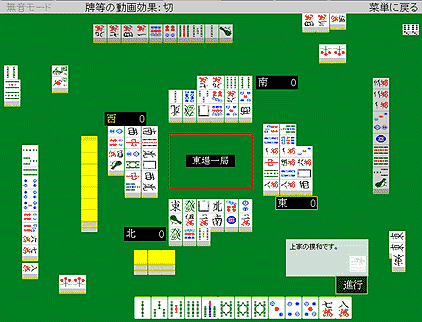 無音モード
牌等の動画効果：切
菜単に戻る
南 0
西 0
東場一局
東 0
北 0
上家の摸和です。
進行